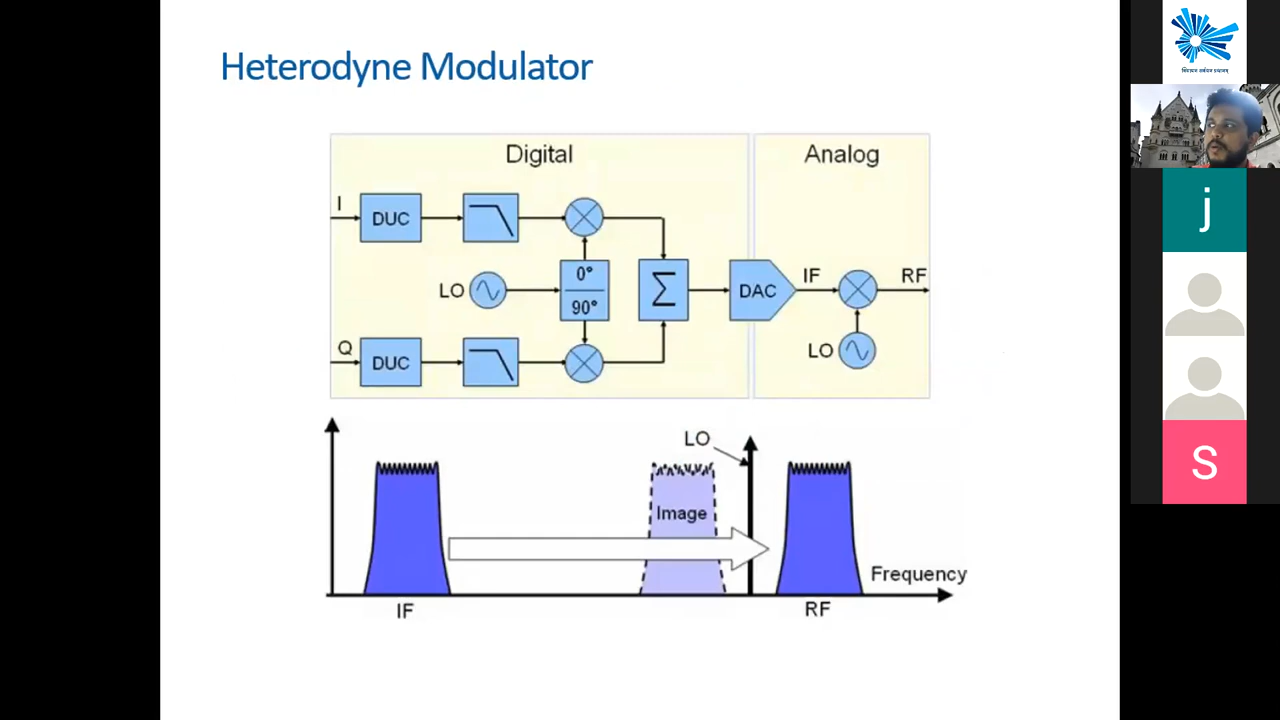 Heterodyne Modulator
Digital
Analog
I
DUC
0°
90°
LO
Σ
DAC
IF
RF
LO
Q
DUC
LO
Image
Frequency
IF
RF
j
S